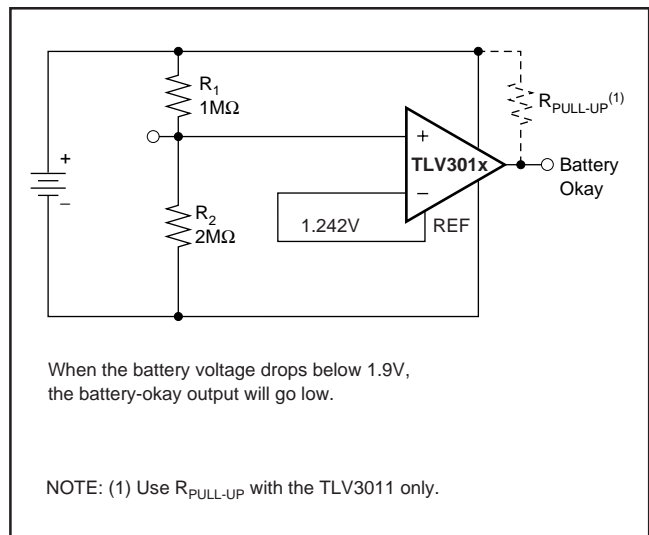 R1
1MΩ
RPULL-UP(1)
+
+
TLV301x
Battery
Okay
−
−
R2
2MΩ
1.242V
REF
When the battery voltage drops below 1.9V,
the battery-okay output will go low.
NOTE: (1) Use RPULL-UP with the TLV3011 only.